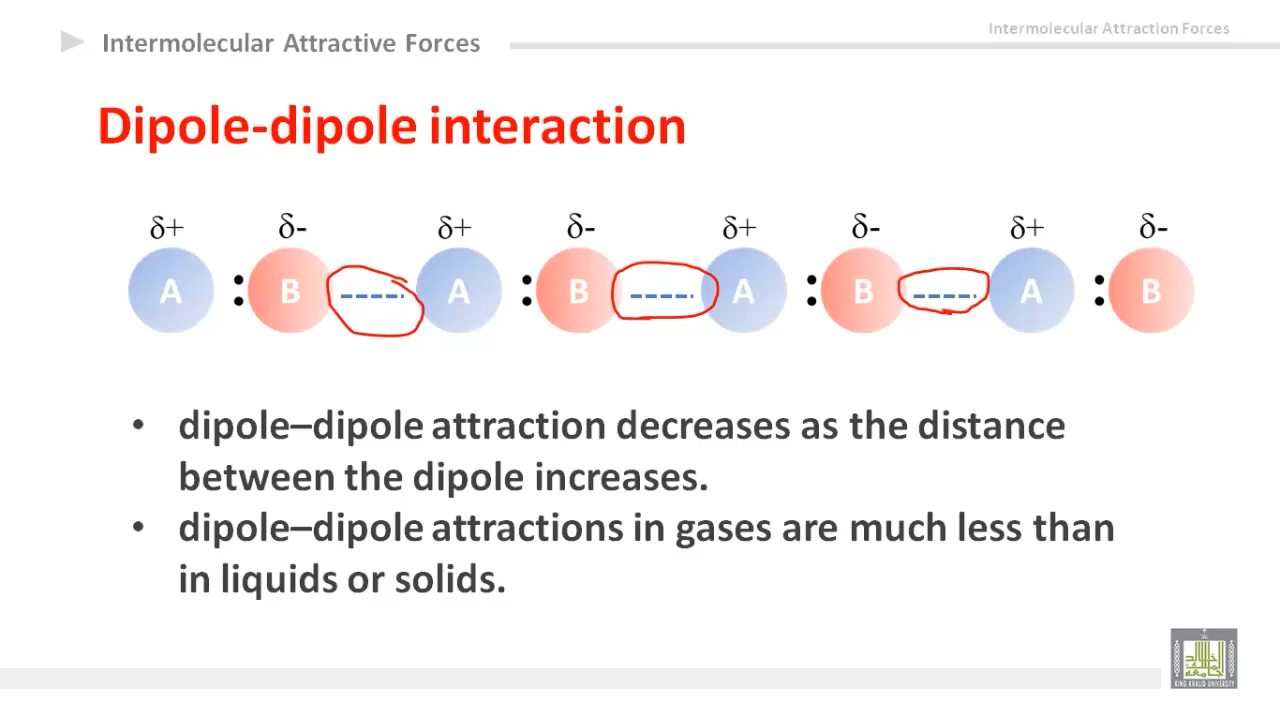 Intermolecular Attractive Forces
Intermolecular Attraction Forces
Dipole-dipole interaction
δ+ δ- δ+ δ- δ+ δ- δ+ δ-
A : B ----- A : B ----- A : B ----- A : B
• dipole–dipole attraction decreases as the distance
between the dipole increases.
• dipole–dipole attractions in gases are much less than
in liquids or solids.
KING KHALID UNIVERSITY